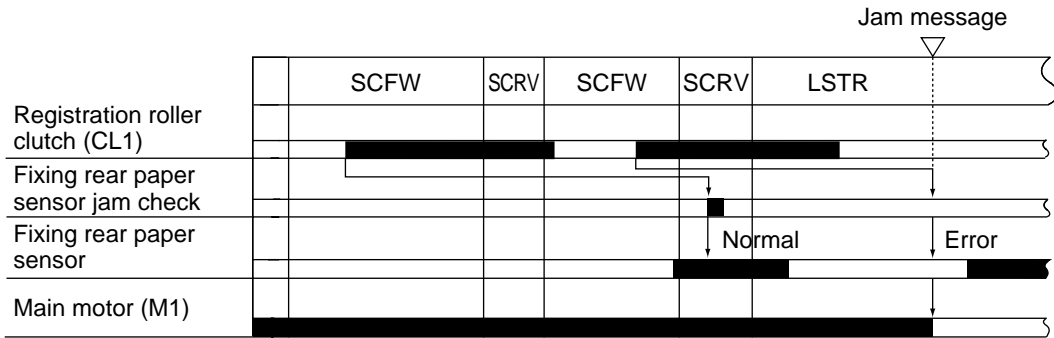 Jam message
SCFW SCRV SCFW SCRV LSTR
Registration roller
clutch (CL1)
Fixing rear paper
sensor jam check
Fixing rear paper
sensor
Normal Error
Main motor (M1)